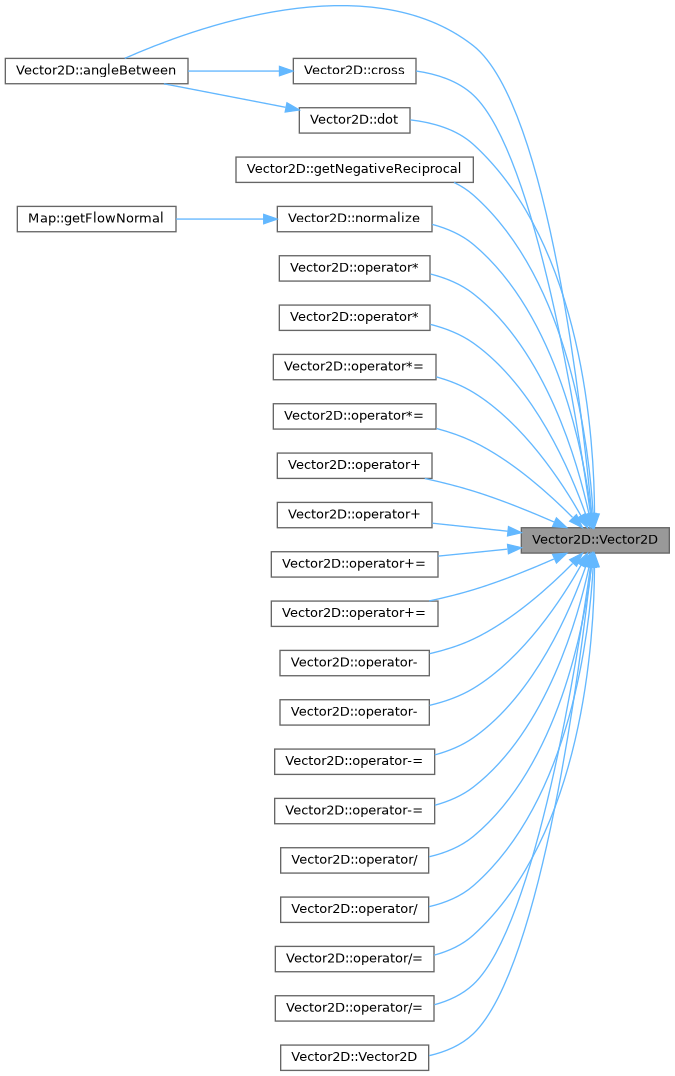 Vector2D::angleBetween
Vector2D::cross
Vector2D::dot
Vector2D::getNegativeReciprocal
Map::getFlowNormal
Vector2D::normalize
Vector2D::operator*
Vector2D::operator*
Vector2D::operator*=
Vector2D::operator*=
Vector2D::operator+
Vector2D::operator+
Vector2D::Vector2D
Vector2D::operator+=
Vector2D::operator+=
Vector2D::operator-
Vector2D::operator-
Vector2D::operator-=
Vector2D::operator-=
Vector2D::operator/
Vector2D::operator/
Vector2D::operator/=
Vector2D::operator/=
Vector2D::Vector2D